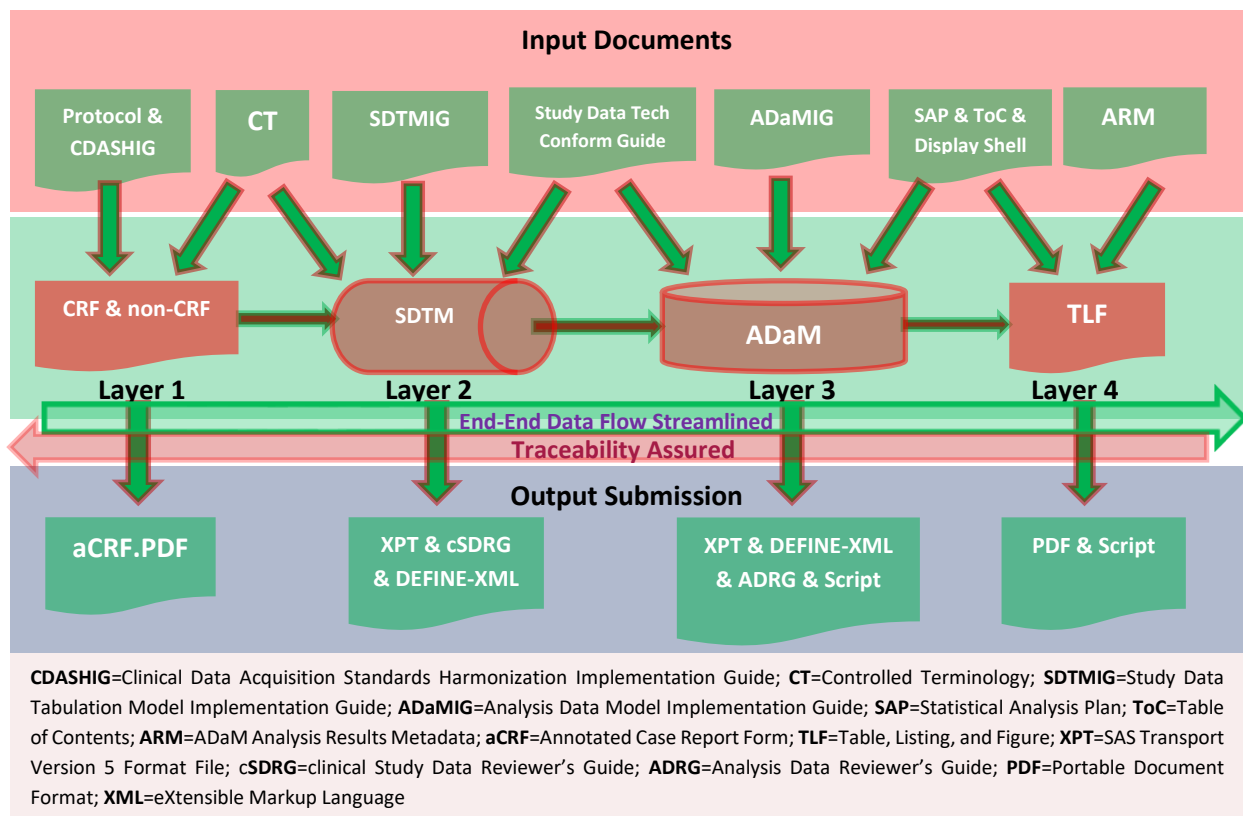 Input Documents
Protocol &
CDASHIG
CT
SDTMIG
Study Data Tech
Conform Guide
ADaMIG
SAP & ToC &
Display Shell
ARM
CRF & non-CRF
SDTM
ADaM
TLF
Layer 1
Layer 2
Layer 3
Layer 4
End-End Data Flow Streamlined
Traceability Assured
Output Submission
aCRF.PDF
XPT & cSDRG
& DEFINE-XML
XPT & DEFINE-XML
& ADRG & Script
PDF & Script
CDASHIG=Clinical Data Acquisition Standards Harmonization Implementation Guide; CT=Controlled Terminology; SDTMIG=Study Data
Tabulation Model Implementation Guide; ADaMIG=Analysis Data Model Implementation Guide; SAP=Statistical Analysis Plan; ToC=Table
of Contents; ARM=ADaM Analysis Results Metadata; aCRF=Annotated Case Report Form; TLF=Table, Listing, and Figure; XPT=SAS Transport
Version 5 Format File; cSDRG=clinical Study Data Reviewer's Guide; ADRG=Analysis Data Reviewer's Guide; PDF=Portable Document
Format; XML=eXtensible Markup Language